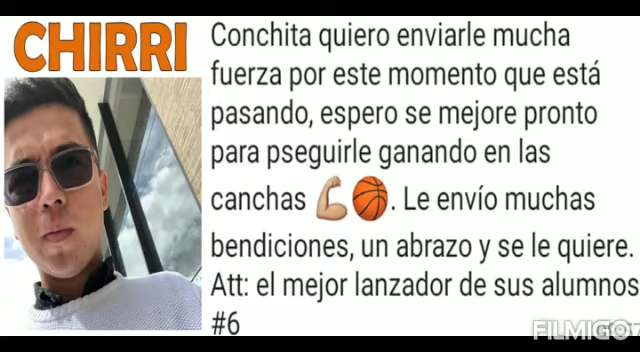 CHIRRI
Conchita quiero enviarle mucha
fuerza por este momento que está
pasando, espero se mejore pronto
para pseguirle ganando en las
canchas 💪🏀. Le envío muchas
bendiciones, un abrazo y se le quiere.
Att: el mejor lanzador de sus alumnos
#6
FILMIGO